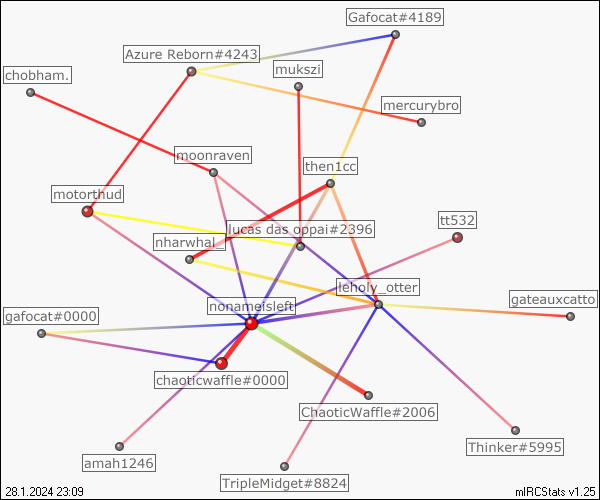 Gafocat#4189
Azure Reborn#4243
mukszi
chobham.
mercurybro
moonraven
then1cc
motorthud
tt532
lucas das oppai#2396
nharwhal_
leholy_otter
gateauxcatto
nonamefsleft
gafocat#0000
chaoticwaffle#0000
ChaoticWaffle#2006
Thinker#5995
amah1246
TripleMidget#8824
28.1.2024 23:09
mIRCStats v1.25